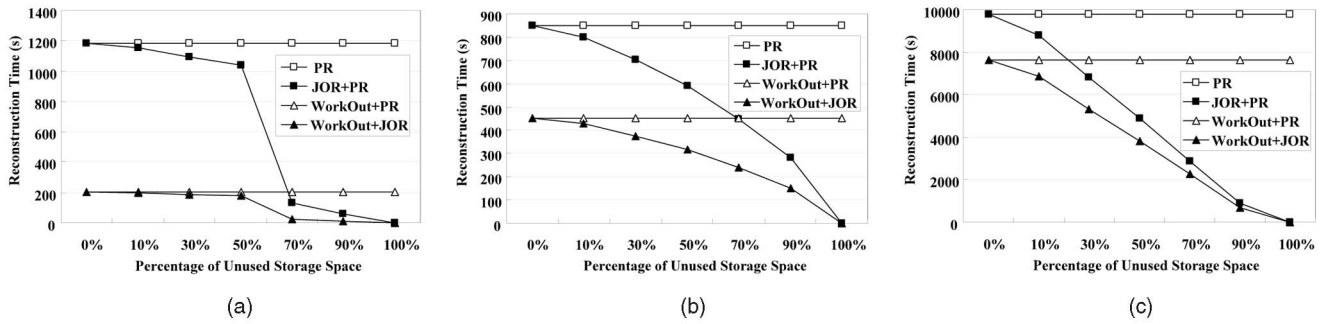 1400
1200
1000
800
600
400
200
0
Reconstruction Time (s)
PR
JOR+PR
WorkOut+PR
WorkOut+JOR
0% 10% 30% 50% 70% 90% 100%
Percentage of Unused Storage Space
(a)
900
800
700
600
500
400
300
200
100
0
Reconstruction Time (s)
PR
JOR+PR
WorkOut+PR
WorkOut+JOR
0% 10% 30% 50% 70% 90% 100%
Percentage of Unused Storage Space
(b)
10000
8000
6000
4000
2000
0
Reconstruction Time (s)
PR
JOR+PR
WorkOut+PR
WorkOut+JOR
0% 10% 30% 50% 70% 90% 100%
Percentage of Unused Storage Space
(c)